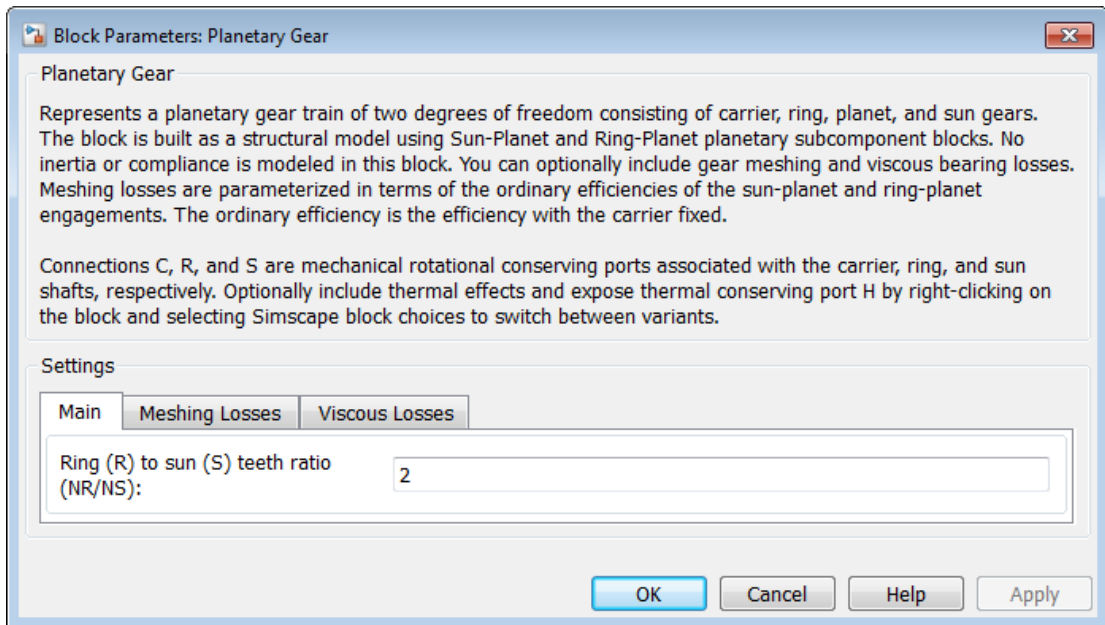 Block Parameters: Planetary Gear
Planetary Gear
Represents a planetary gear train of two degrees of freedom consisting of carrier, ring, planet, and sun gears.
The block is built as a structural model using Sun-Planet and Ring-Planet planetary subcomponent blocks. No
inertia or compliance is modeled in this block. You can optionally include gear meshing and viscous bearing losses.
Meshing losses are parameterized in terms of the ordinary efficiencies of the sun-planet and ring-planet
engagements. The ordinary efficiency is the efficiency with the carrier fixed.
Connections C, R, and S are mechanical rotational conserving ports associated with the carrier, ring, and sun
shafts, respectively. Optionally include thermal effects and expose thermal conserving port H by right-clicking on
the block and selecting Simscape block choices to switch between variants.
Settings
Main Meshing Losses Viscous Losses
Ring (R) to sun (S) teeth ratio
(NR/NS):
2
OK Cancel Help Apply